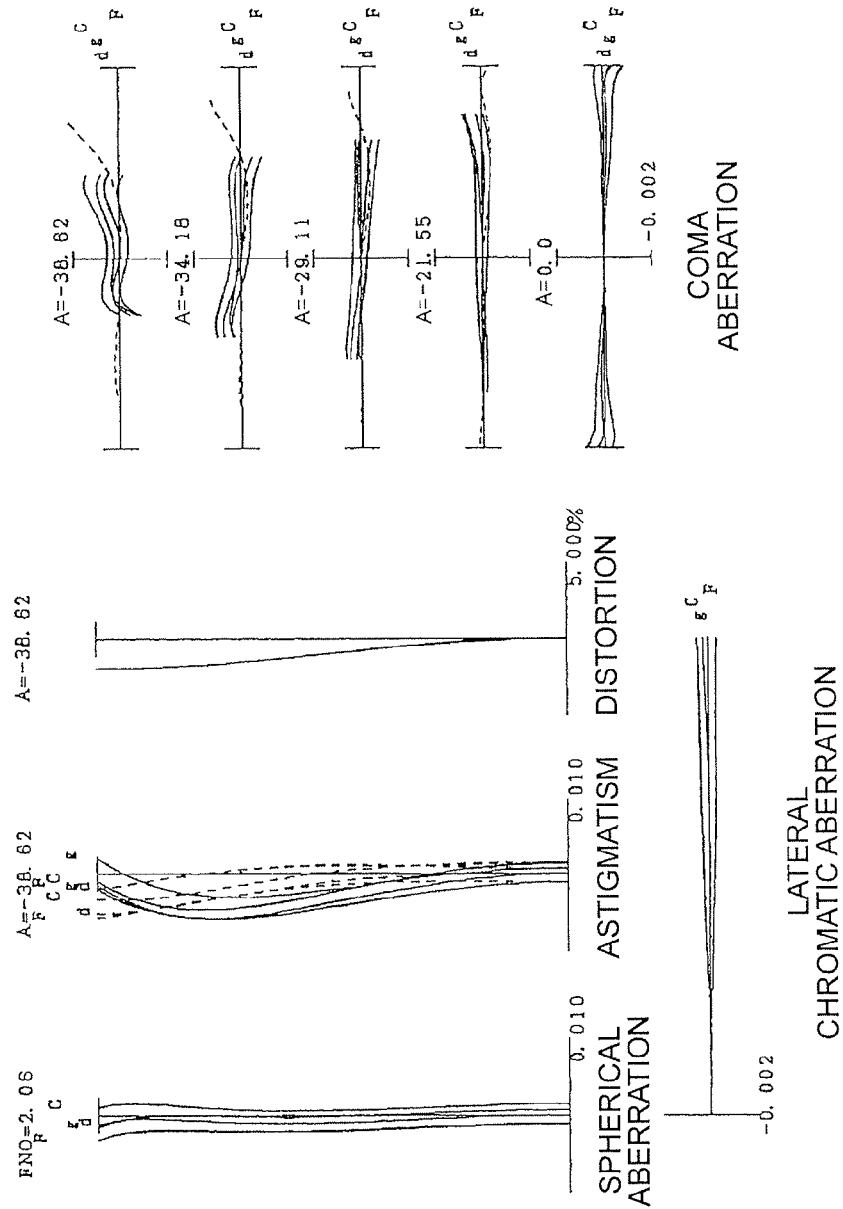 FNO=2.06
F C
g
d
0.010
SPHERICAL
ABERRATION
A=-38.62
F C F C g
d g d
0.010
ASTIGMATISM
A=-38.62
5.000%
DISTORTION
g C F
-0.002
LATERAL
CHROMATIC ABERRATION
A=-38.62
d g C F
A=-34.18
d g C F
A=-29.11
d g C F
A=-21.55
d g C F
A=0.0
d g C F
-0.002
COMA
ABERRATION